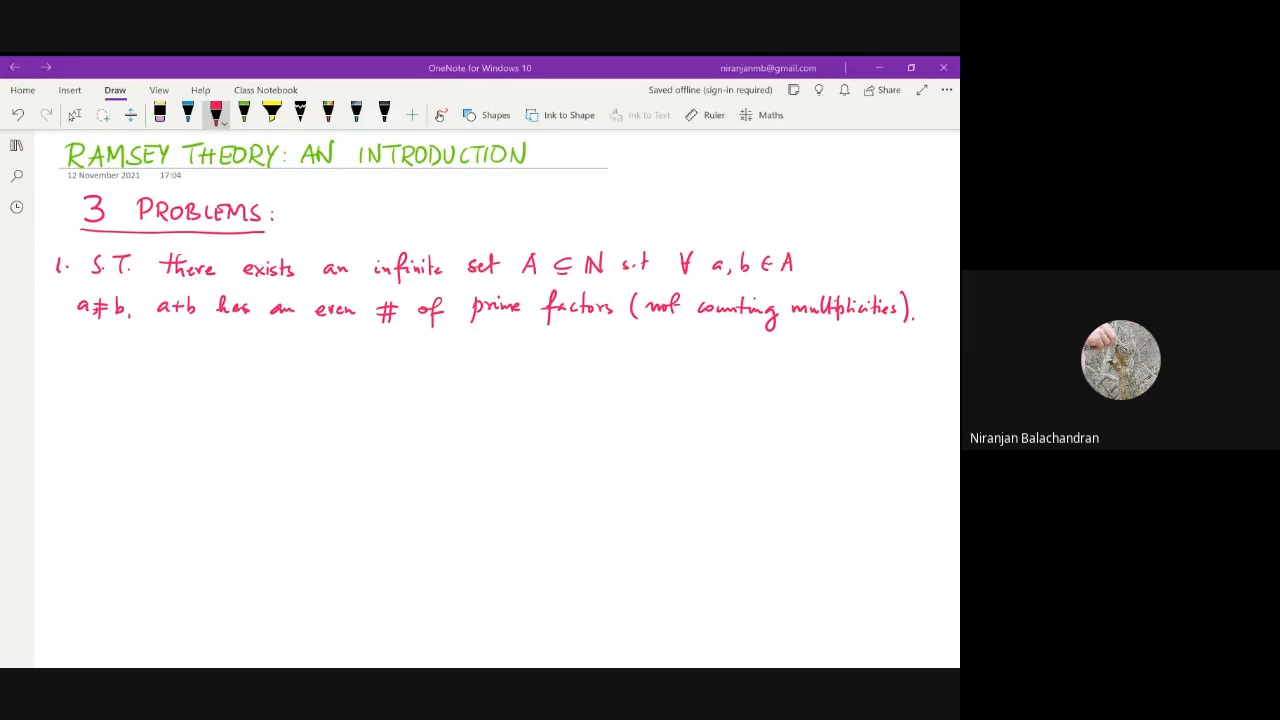 OneNote for Windows 10
niranjanmb@gmail.com
Home Insert Draw View Help Class Notebook
Saved offline (sign-in required)
Share
Shapes Ink to Shape Ink to Text Ruler Maths
RAMSEY THEORY: AN INTRODUCTION
12 November 2021 17:04
3 PROBLEMS:
1. S.T. there exists an infinite set A ⊆ ℕ s.t ∀ a, b ∈ A
a≠b, a+b has an even # of prime factors (not counting multiplicities).
Niranjan Balachandran